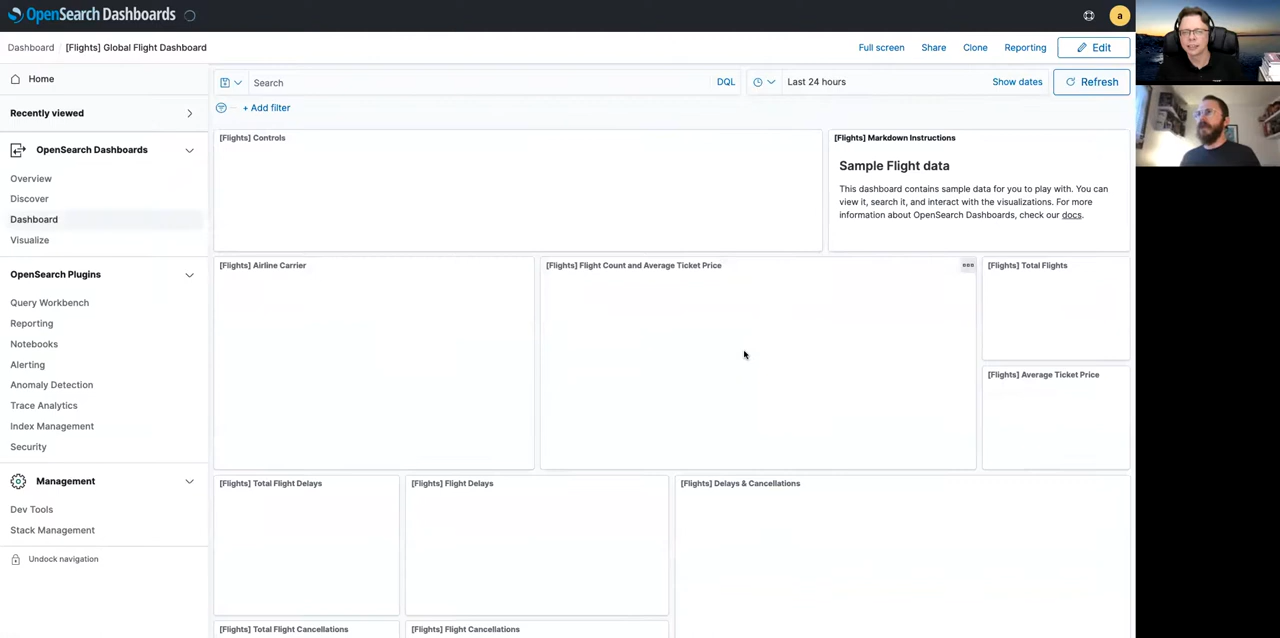 OpenSearch Dashboards
a
Dashboard / [Flights] Global Flight Dashboard
Full screen Share Clone Reporting Edit
Home
Recently viewed
OpenSearch Dashboards
Overview
Discover
Dashboard
Visualize
OpenSearch Plugins
Query Workbench
Reporting
Notebooks
Alerting
Anomaly Detection
Trace Analytics
Index Management
Security
Management
Dev Tools
Stack Management
Undock navigation
Search DQL Last 24 hours Show dates Refresh
+ Add filter
[Flights] Controls
[Flights] Markdown Instructions
Sample Flight data
This dashboard contains sample data for you to play with. You can
view it, search it, and interact with the visualizations. For more
information about OpenSearch Dashboards, check our docs.
[Flights] Airline Carrier
[Flights] Flight Count and Average Ticket Price
[Flights] Total Flights
[Flights] Average Ticket Price
[Flights] Total Flight Delays
[Flights] Flight Delays
[Flights] Delays & Cancellations
[Flights] Total Flight Cancellations
[Flights] Flight Cancellations